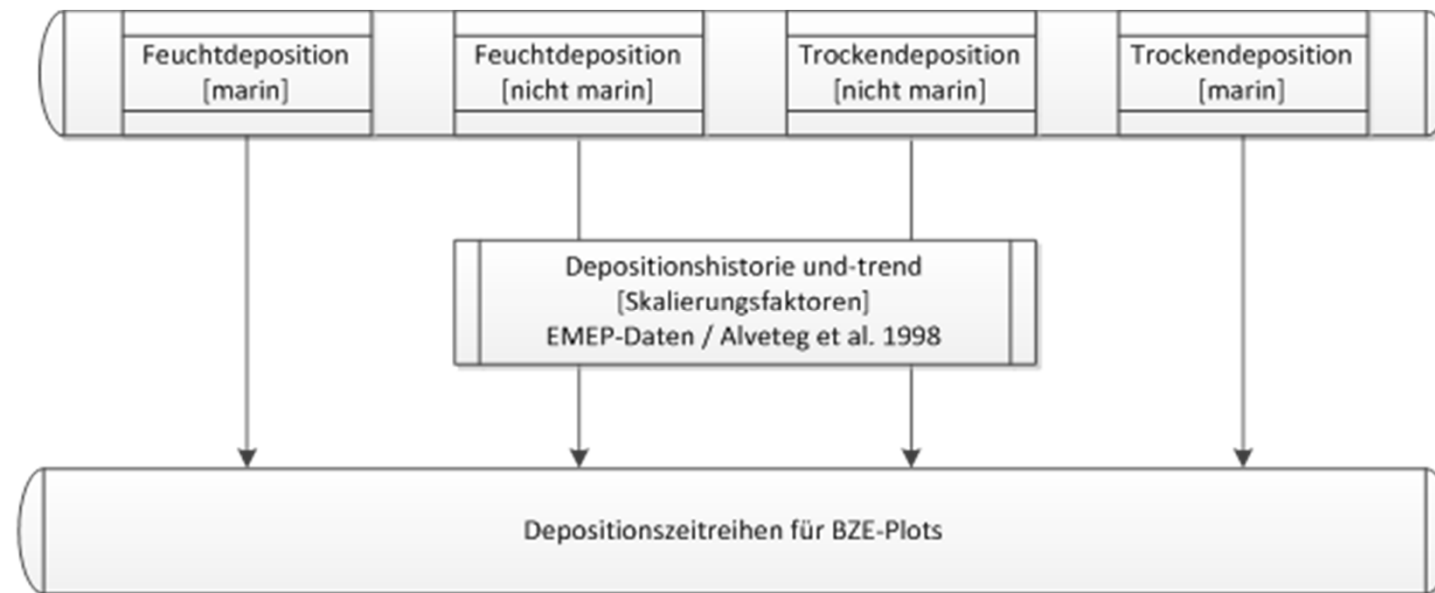 Feuchtdeposition
[marin]
Feuchtdeposition
[nicht marin]
Trockendeposition
[nicht marin]
Trockendeposition
[marin]
Depositionshistorie und-trend
[Skalierungsfaktoren]
EMEP-Daten / Alveteg et al. 1998
Depositionszeitreihen für BZE-Plots